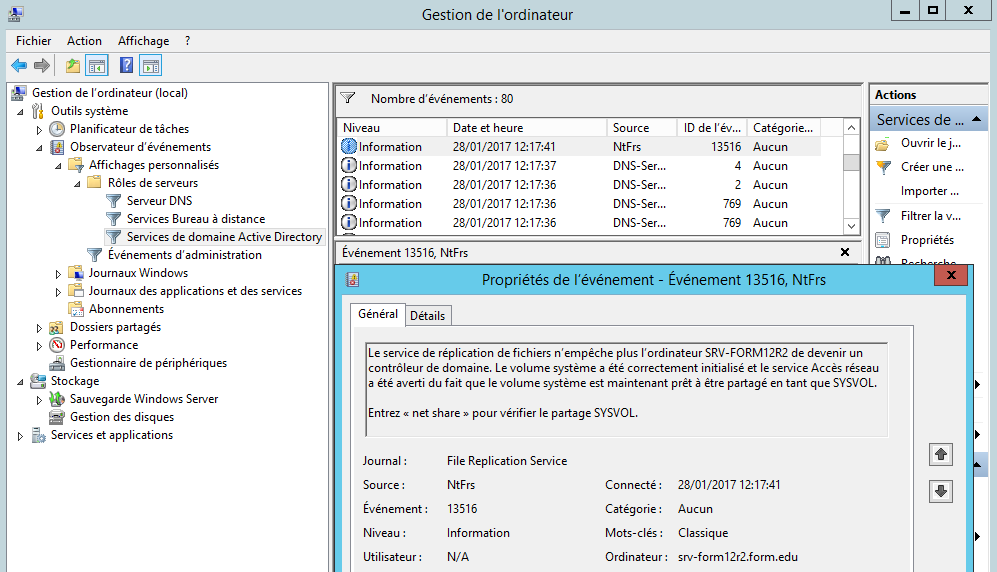 Gestion de l'ordinateur
Fichier Action Affichage ?
Gestion de l'ordinateur (local)
Outils système
Planificateur de tâches
Observateur d'événements
Affichages personnalisés
Rôles de serveurs
Serveur DNS
Services Bureau à distance
Services de domaine Active Directory
Événements d'administration
Journaux Windows
Journaux des applications et des services
Abonnements
Dossiers partagés
Performance
Gestionnaire de périphériques
Stockage
Sauvegarde Windows Server
Gestion des disques
Services et applications
Nombre d'événements : 80
Niveau Date et heure Source ID de l'év... Catégorie...
Information 28/01/2017 12:17:41 NtFrs 13516 Aucun
Information 28/01/2017 12:17:37 DNS-Ser... 4 Aucun
Information 28/01/2017 12:17:36 DNS-Ser... 2 Aucun
Information 28/01/2017 12:17:36 DNS-Ser... 769 Aucun
Information 28/01/2017 12:17:36 DNS-Ser... 769 Aucun
Événement 13516, NtFrs
Actions
Services de ...
Ouvrir le j...
Créer une ...
Importer ...
Filtrer la v...
Propriétés
Recherche
Propriétés de l'événement - Événement 13516, NtFrs
Général Détails
Le service de réplication de fichiers n'empêche plus l'ordinateur SRV-FORM12R2 de devenir un
contrôleur de domaine. Le volume système a été correctement initialisé et le service Accès réseau
a été averti du fait que le volume système est maintenant prêt à être partagé en tant que SYSVOL.
Entrez « net share » pour vérifier le partage SYSVOL.
Journal : File Replication Service
Source : NtFrs Connecté : 28/01/2017 12:17:41
Événement : 13516 Catégorie : Aucun
Niveau : Information Mots-clés : Classique
Utilisateur : N/A Ordinateur : srv-form12r2.form.edu